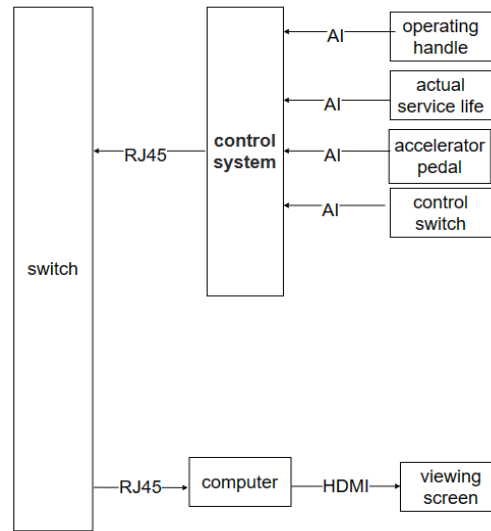 operating
handle
AI
actual
service life
AI
control
system
RJ45
accelerator
pedal
AI
control
switch
AI
switch
computer
RJ45
HDMI
viewing
screen